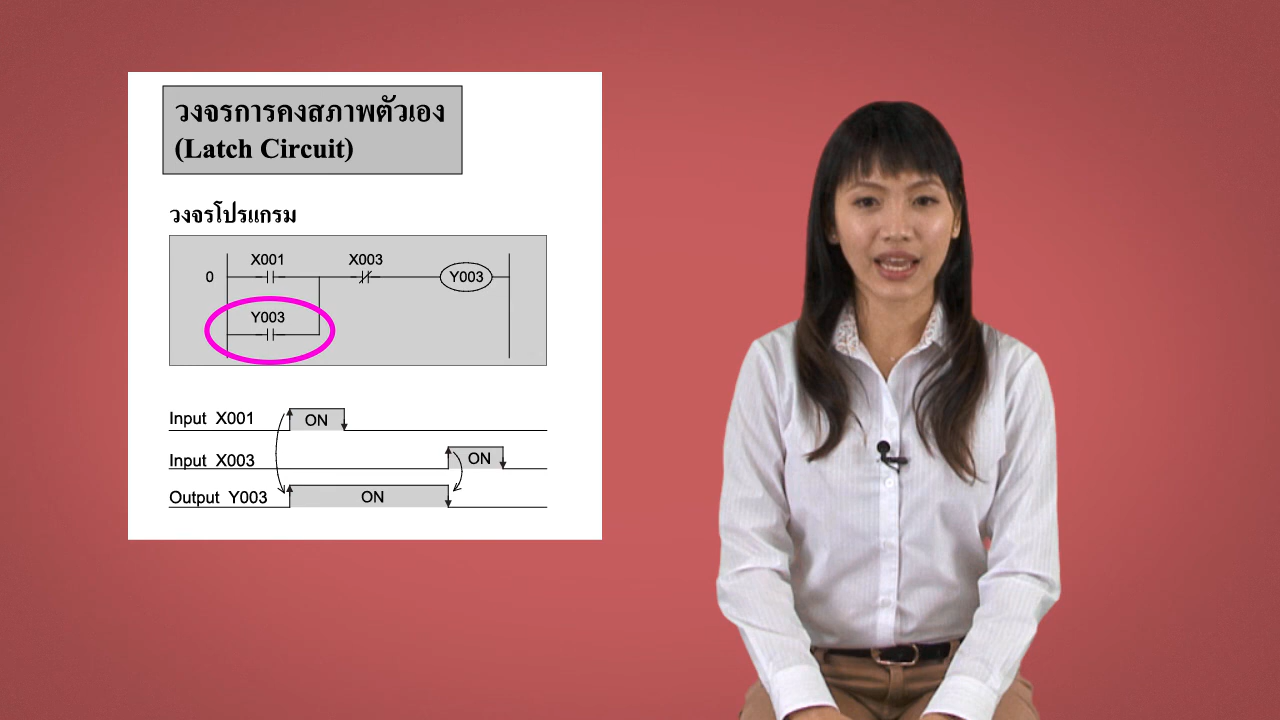 วงจรการคงสภาพตัวเอง
(Latch Circuit)
วงจรโปรแกรม
X001 X003
0 Y003
Y003
Input X001 ON
Input X003 ON
Output Y003 ON